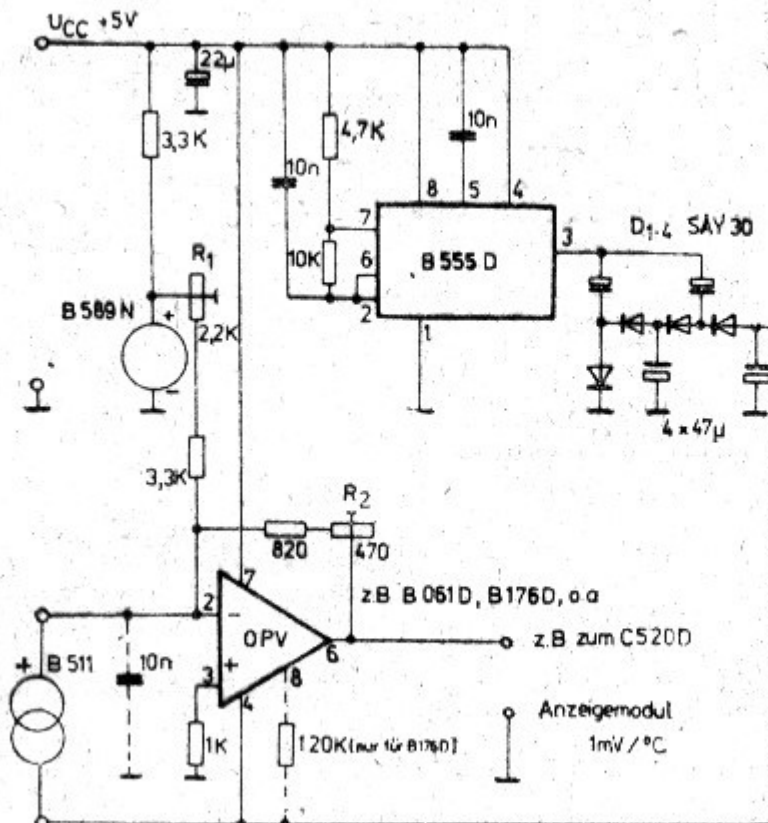 UCC +5V
22µ
3,3K
10n
4,7K
10n
8
5
4
7
6
2
10K
B 555 D
3
1
D1-4 SAY 30
R1
B 589 N
+
2,2K
-
4 x 47µ
3,3K
R2
820
470
7
z.B. B 061 D, B 176 D, o.a
2
-
OPV
6
z.B. zum C520D
+ B 511
10n
3
+
8
4
Anzeigemodul
1mV / °C
1K
120K (nur für B176D)